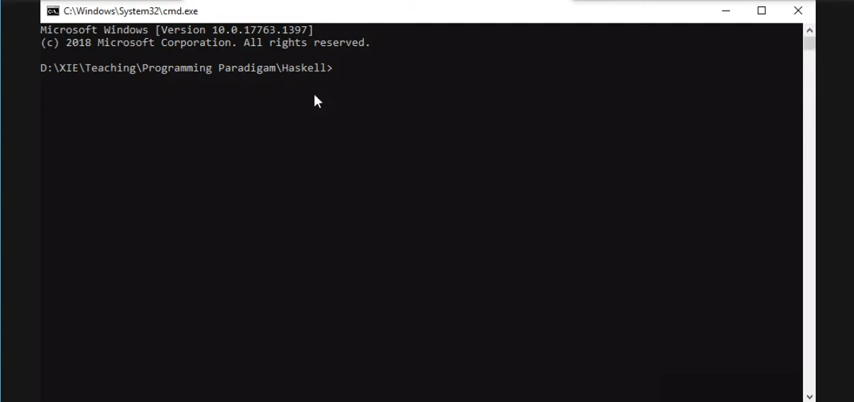 C:\Windows\System32\cmd.exe
Microsoft Windows [Version 10.0.17763.1397]
(c) 2018 Microsoft Corporation. All rights reserved.
D:\XIE\Teaching\Programming Paradigam\Haskell>